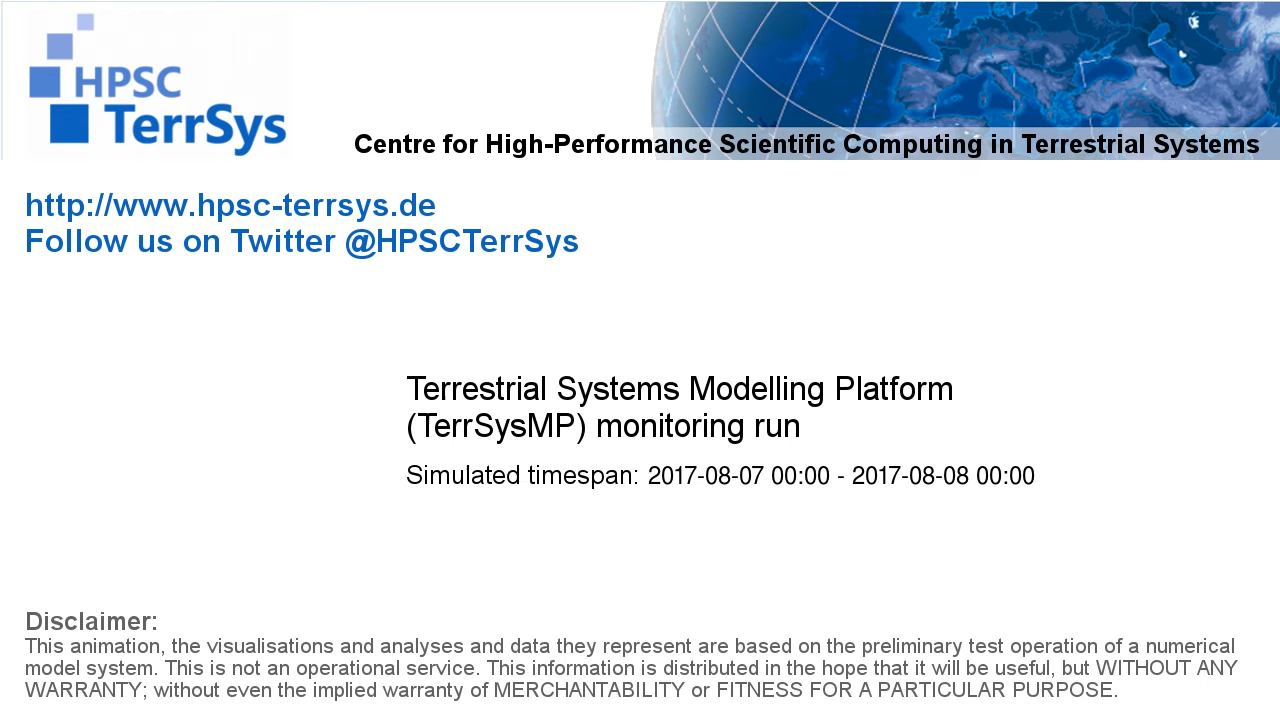 HPSC
TerrSys
Centre for High-Performance Scientific Computing in Terrestrial Systems
http://www.hpsc-terrsys.de
Follow us on Twitter @HPSCTerrSys
Terrestrial Systems Modelling Platform
(TerrSysMP) monitoring run
Simulated timespan: 2017-08-07 00:00 - 2017-08-08 00:00
Disclaimer:
This animation, the visualisations and analyses and data they represent are based on the preliminary test operation of a numerical
model system. This is not an operational service. This information is distributed in the hope that it will be useful, but WITHOUT ANY
WARRANTY; without even the implied warranty of MERCHANTABILITY or FITNESS FOR A PARTICULAR PURPOSE.